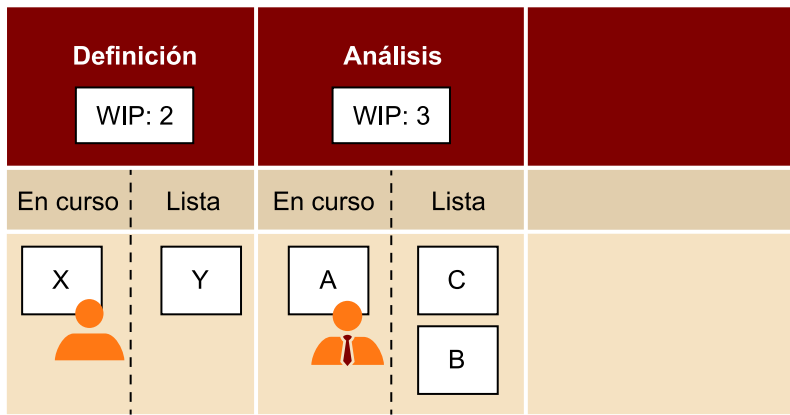 Definición
Análisis
WIP: 2
WIP: 3
En curso
Lista
En curso
Lista
X
Y
A
C
B